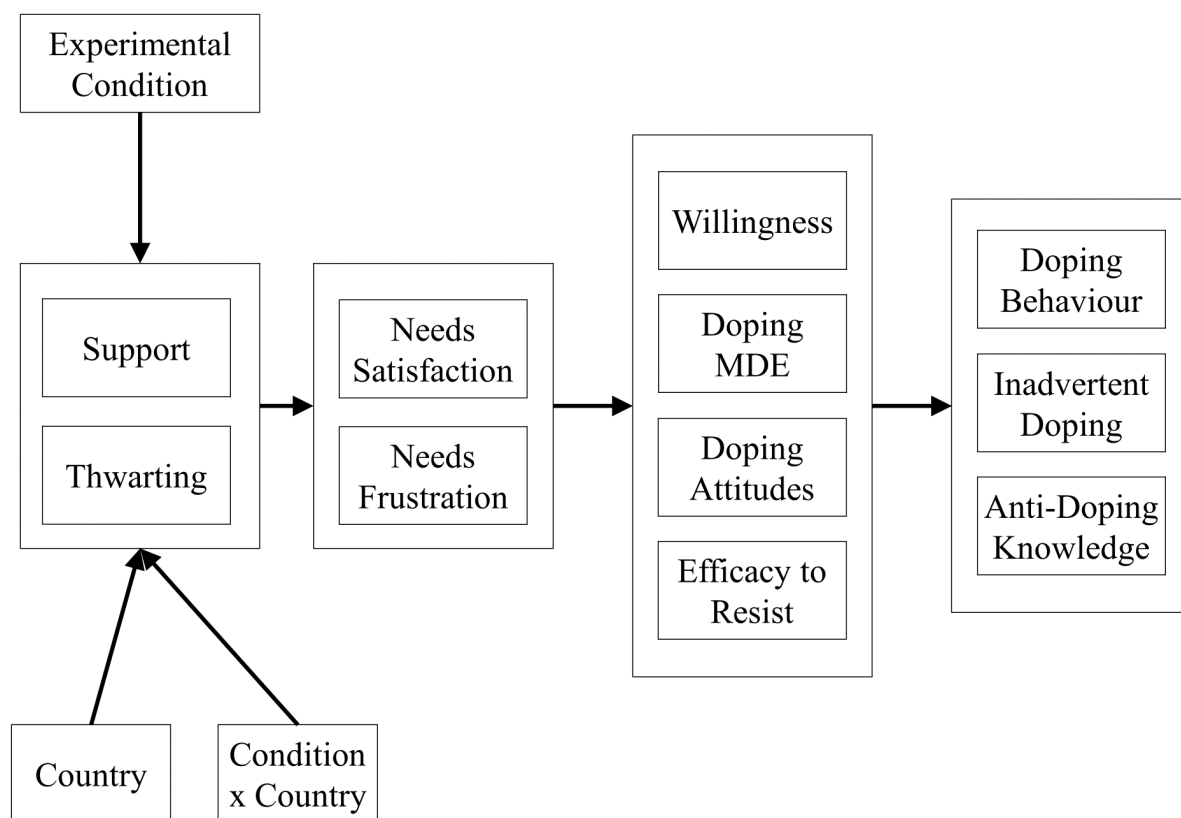 Experimental
Condition
Support
Thwarting
Needs
Satisfaction
Needs
Frustration
Willingness
Doping
MDE
Doping
Attitudes
Efficacy to
Resist
Doping
Behaviour
Inadvertent
Doping
Anti-Doping
Knowledge
Country
Condition
x Country